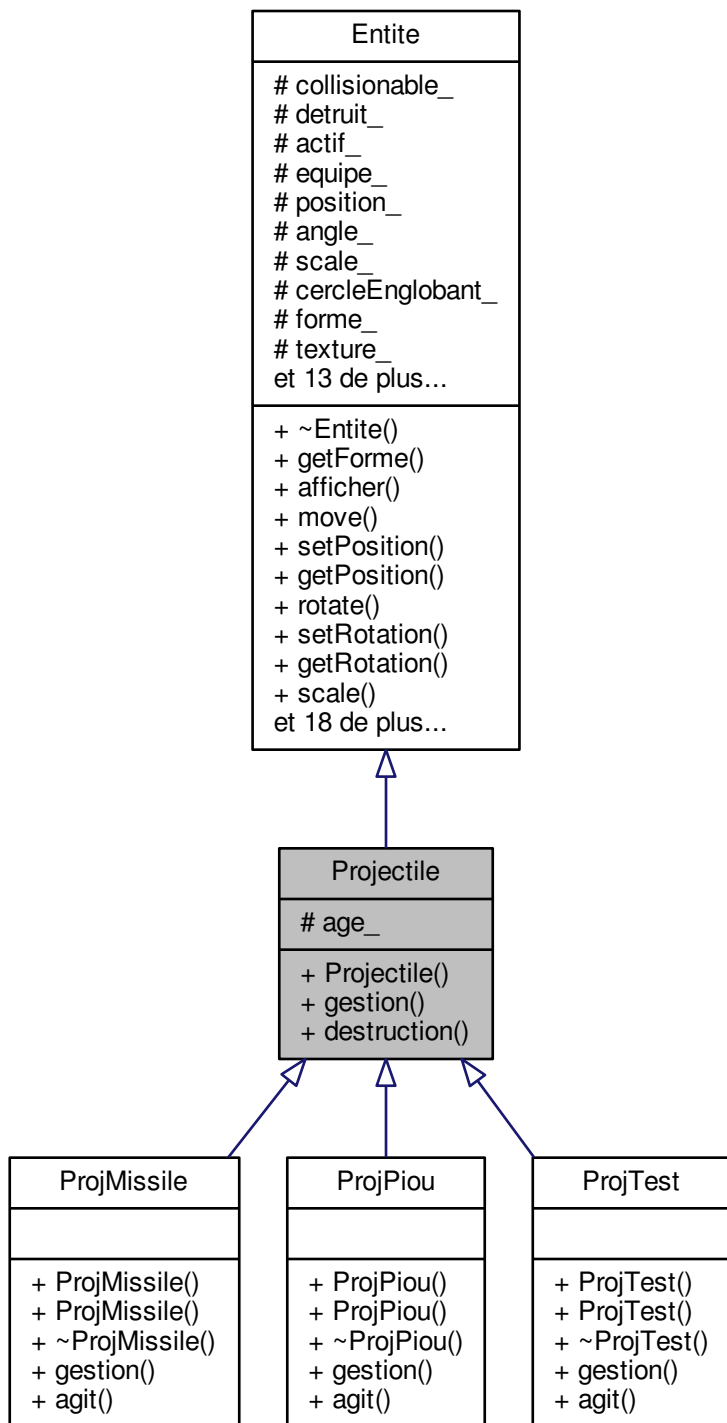 Entite
# collisionable_
# detruit_
# actif_
# equipe_
# position_
# angle_
# scale_
# cercleEnglobant_
# forme_
# texture_
et 13 de plus...
+ ~Entite()
+ getForme()
+ afficher()
+ move()
+ setPosition()
+ getPosition()
+ rotate()
+ setRotation()
+ getRotation()
+ scale()
et 18 de plus...
Projectile
# age_
+ Projectile()
+ gestion()
+ destruction()
ProjMissile
+ ProjMissile()
+ ProjMissile()
+ ~ProjMissile()
+ gestion()
+ agit()
ProjPiou
+ ProjPiou()
+ ProjPiou()
+ ~ProjPiou()
+ gestion()
+ agit()
ProjTest
+ ProjTest()
+ ProjTest()
+ ~ProjTest()
+ gestion()
+ agit()